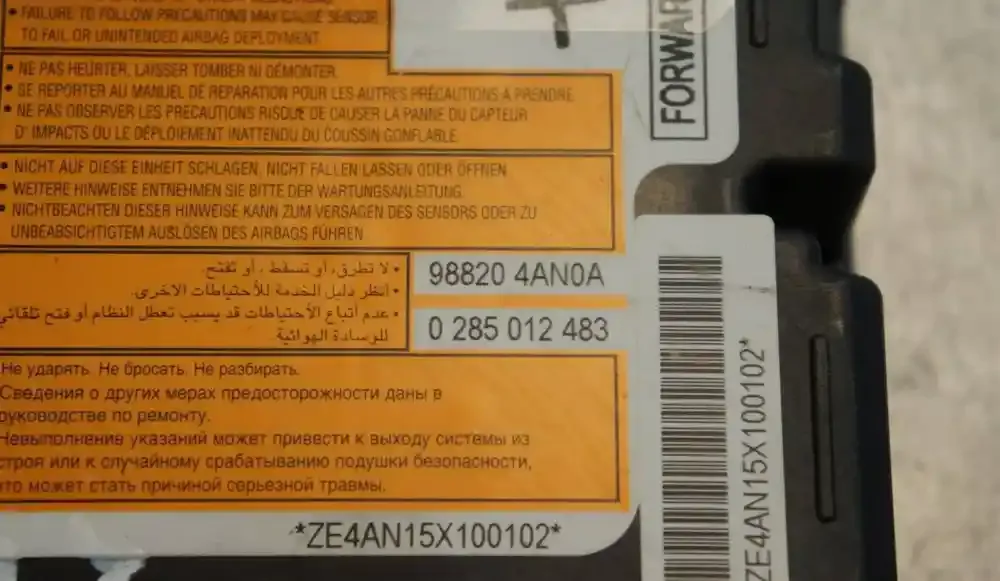 • FAILURE TO FOLLOW PRECAUTIONS MAY CAUSE SENSOR
TO FAIL OR UNINTENDED AIRBAG DEPLOYMENT.
• NE PAS HEURTER, LAISSER TOMBER NI DÉMONTER.
• SE REPORTER AU MANUEL DE REPARATION POUR LES AUTRES PRÉCAUTIONS A PRENDRE
• NE PAS OBSERVER LES PRECAUTIONS RISQUE DE CAUSER LA PANNE DU CAPTEUR
D' IMPACTS OU LE DÉPLOIEMENT INATTENDU DU COUSSIN GONFLABLE.
• NICHT AUF DIESE EINHEIT SCHLAGEN, NICHT FALLEN LASSEN ODER ÖFFNEN
• WEITERE HINWEISE ENTNEHMEN SIE BITTE DER WARTUNGSANLEITUNG.
• NICHTBEACHTEN DIESER HINWEISE KANN ZUM VERSAGEN DES SENSORS ODER ZU
UNBEABSICHTIGTEM AUSLÖSEN DES AIRBAGS FÜHREN
• لا تطرق، أو تسقط ، أو تفتح.
• انظر دليل الخدمة للأحتياطات الاخرى.
• عدم أتباع الأحتياطات قد يسبب تعطل النظام أو فتح تلقائي
للرسادة الهوائية
98820 4AN0A
0 285 012 483
Не ударять. Не бросать. Не разбирать.
Сведения о других мерах предосторожности даны в
руководстве по ремонту.
Невыполнение указаний может привести к выходу системы из
строя или к случайному срабатыванию подушки безопасности,
что может стать причиной серьезной травмы.
*ZE4AN15X100102*
FORWAR
ZE4AN15X100102*